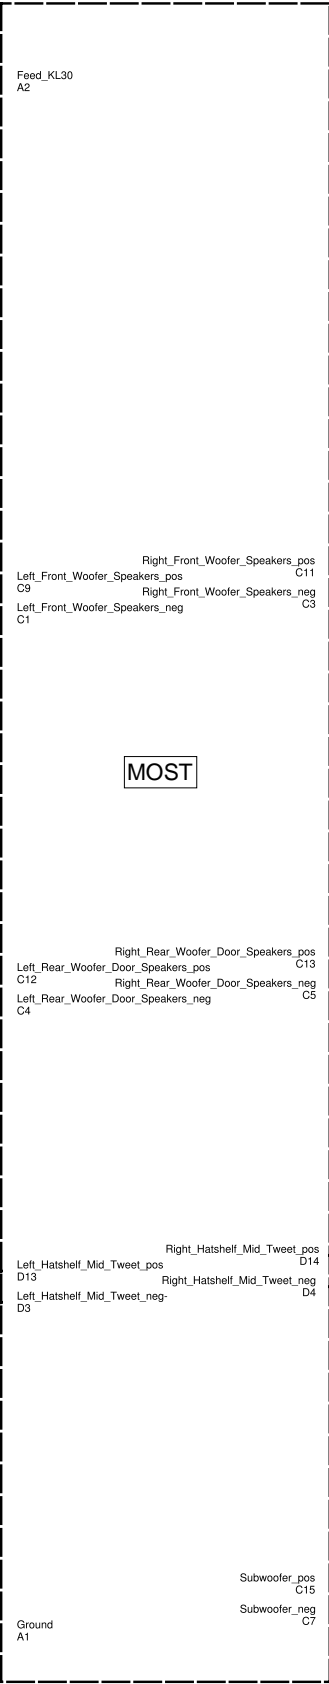 Feed_KL30
A2
Right_Front_Woofer_Speakers_pos
C11
Left_Front_Woofer_Speakers_pos
C9
Right_Front_Woofer_Speakers_neg
C3
Left_Front_Woofer_Speakers_neg
C1
MOST
Right_Rear_Woofer_Door_Speakers_pos
C13
Left_Rear_Woofer_Door_Speakers_pos
C12
Right_Rear_Woofer_Door_Speakers_neg
C5
Left_Rear_Woofer_Door_Speakers_neg
C4
Right_Hatshelf_Mid_Tweet_pos
D14
Left_Hatshelf_Mid_Tweet_pos
D13
Right_Hatshelf_Mid_Tweet_neg
D4
Left_Hatshelf_Mid_Tweet_neg-
D3
Subwoofer_pos
C15
Subwoofer_neg
C7
Ground
A1